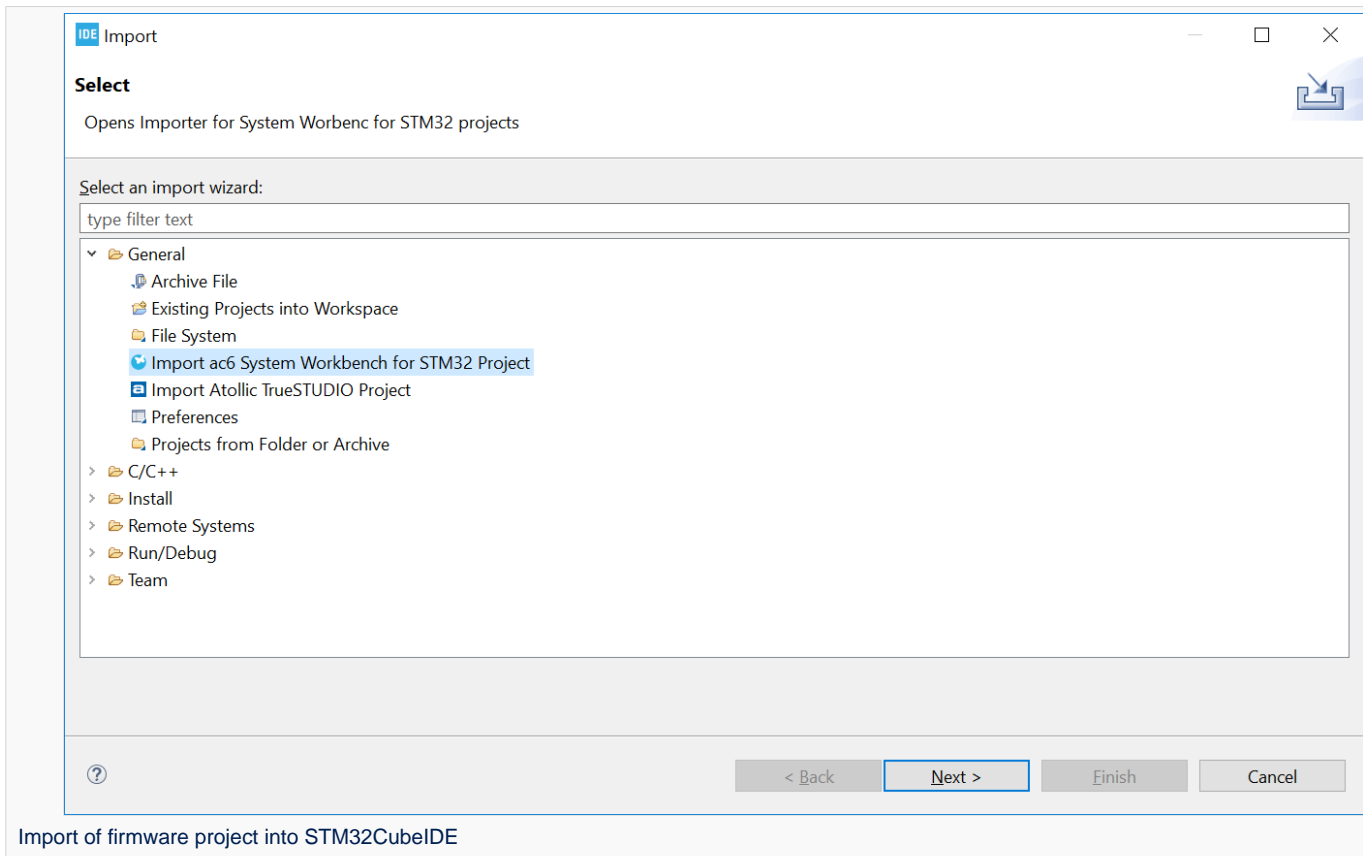 IDE Import
Select
Opens Importer for System Worbenc for STM32 projects
Select an import wizard:
type filter text
General
Archive File
Existing Projects into Workspace
File System
Import ac6 System Workbench for STM32 Project
a Import Atollic TrueSTUDIO Project
Preferences
Projects from Folder or Archive
C/C++
Install
Remote Systems
Run/Debug
Team
? < Back Next > Finish Cancel
Import of firmware project into STM32CubeIDE